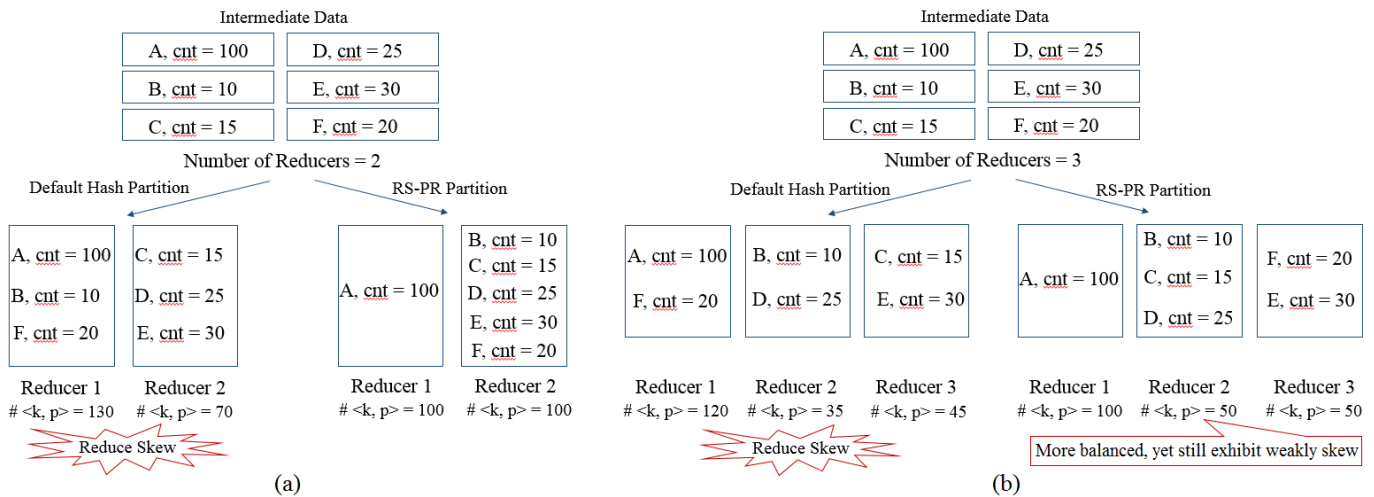 Intermediate Data
A, cnt = 100
D, cnt = 25
B, cnt = 10
E, cnt = 30
C, cnt = 15
F, cnt = 20
Number of Reducers = 2
Default Hash Partition
RS-PR Partition
A, cnt = 100
B, cnt = 10
F, cnt = 20
C, cnt = 15
D, cnt = 25
E, cnt = 30
A, cnt = 100
B, cnt = 10
C, cnt = 15
D, cnt = 25
E, cnt = 30
F, cnt = 20
Reducer 1
# <k, p> = 130
Reducer 2
# <k, p> = 70
Reducer 1
# <k, p> = 100
Reducer 2
# <k, p> = 100
Reduce Skew
(a)
Intermediate Data
A, cnt = 100
D, cnt = 25
B, cnt = 10
E, cnt = 30
C, cnt = 15
F, cnt = 20
Number of Reducers = 3
Default Hash Partition
RS-PR Partition
A, cnt = 100
F, cnt = 20
B, cnt = 10
D, cnt = 25
C, cnt = 15
E, cnt = 30
A, cnt = 100
B, cnt = 10
C, cnt = 15
D, cnt = 25
F, cnt = 20
E, cnt = 30
Reducer 1
# <k, p> = 120
Reducer 2
# <k, p> = 35
Reducer 3
# <k, p> = 45
Reducer 1
# <k, p> = 100
Reducer 2
# <k, p> = 50
Reducer 3
# <k, p> = 50
Reduce Skew
More balanced, yet still exhibit weakly skew
(b)